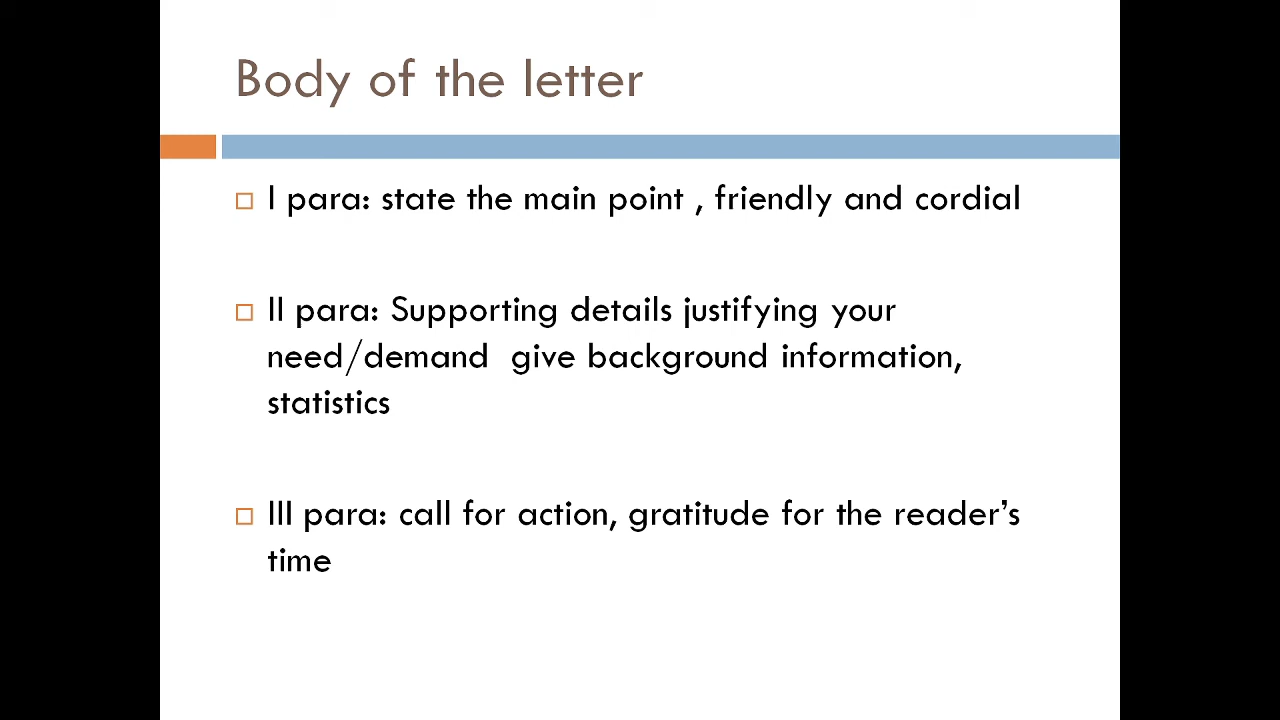 Body of the letter
I para: state the main point , friendly and cordial
II para: Supporting details justifying your
need/demand  give background information,
statistics
III para: call for action, gratitude for the reader’s
time